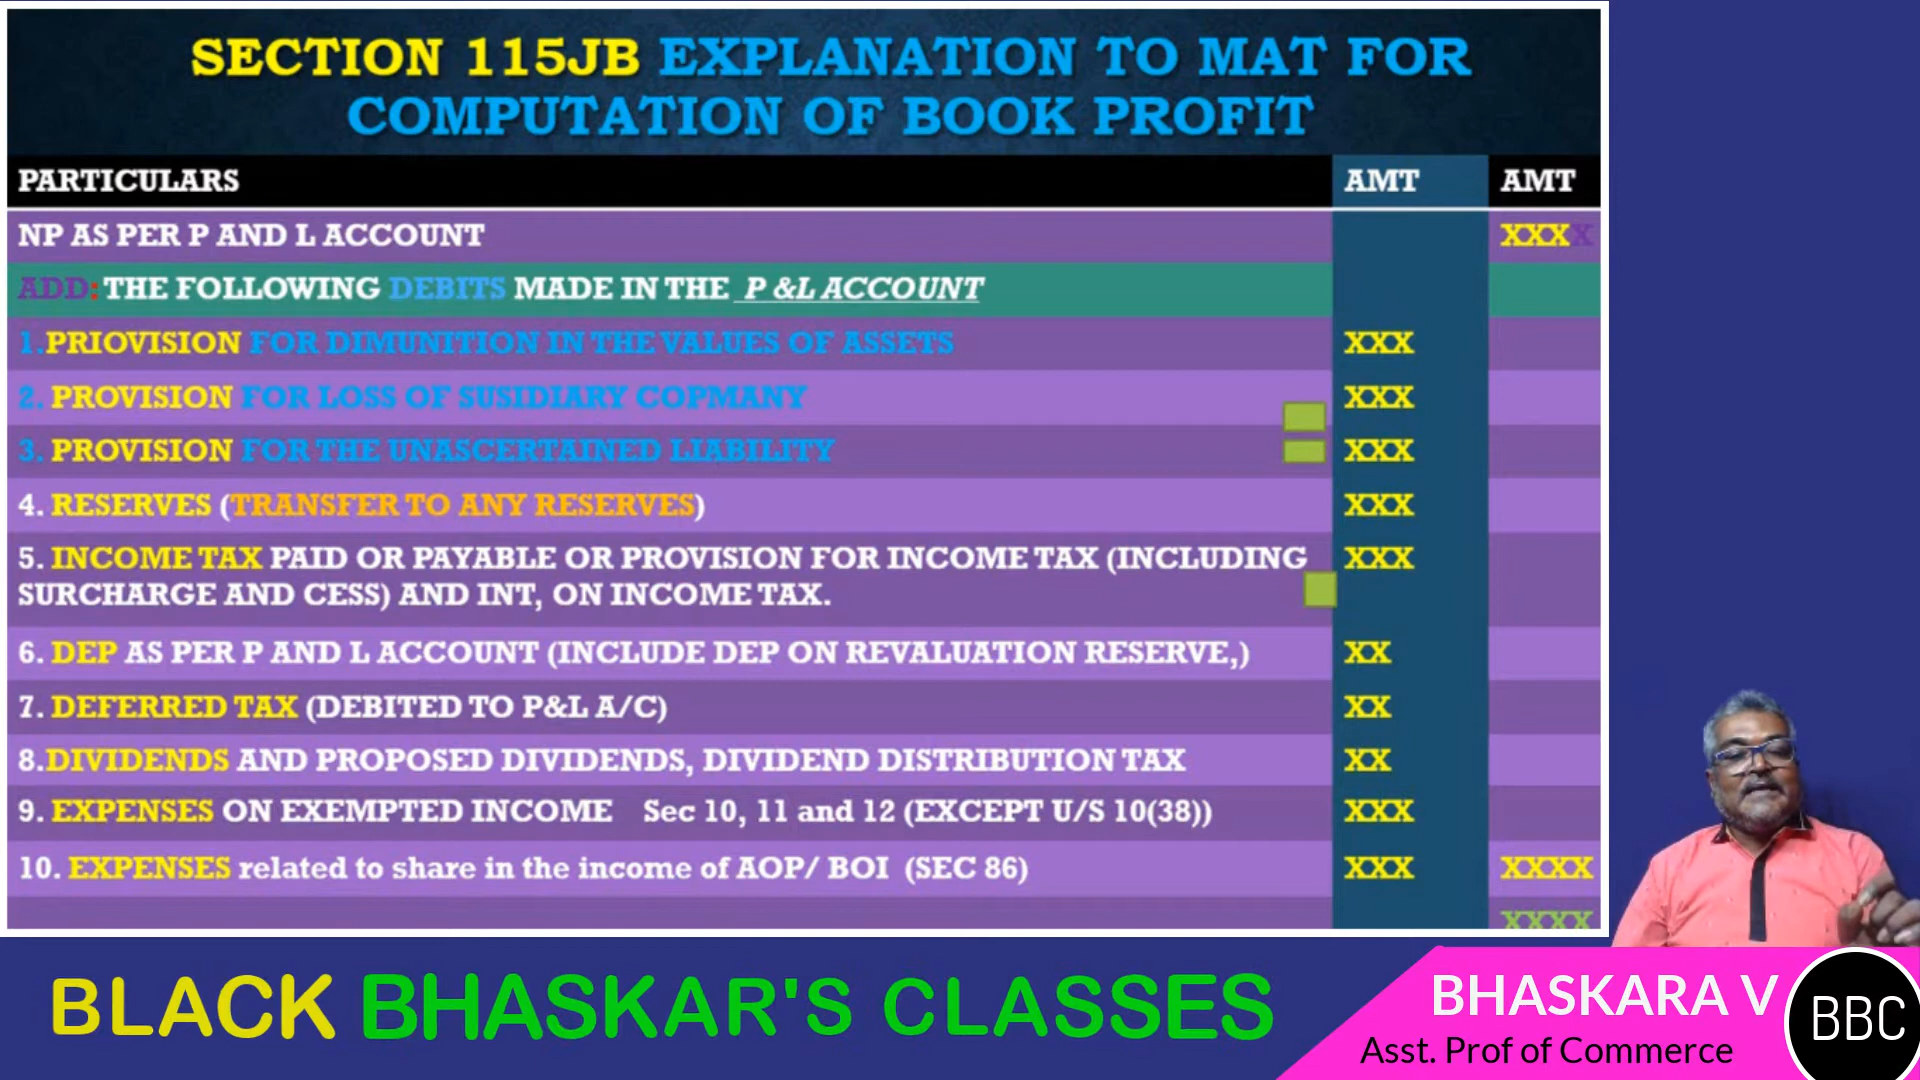 SECTION 115JB EXPLANATION TO MAT FOR
COMPUTATION OF BOOK PROFIT
PARTICULARS AMT AMT
NP AS PER P AND L ACCOUNT XXXX
ADD: THE FOLLOWING DEBITS MADE IN THE P &L ACCOUNT
1.PRIOVISION FOR DIMUNITION IN THE VALUES OF ASSETS XXX
2. PROVISION FOR LOSS OF SUSIDIARY COPMANY XXX
3. PROVISION FOR THE UNASCERTAINED LIABILITY XXX
4. RESERVES (TRANSFER TO ANY RESERVES) XXX
5. INCOME TAX PAID OR PAYABLE OR PROVISION FOR INCOME TAX (INCLUDING XXX
SURCHARGE AND CESS) AND INT, ON INCOME TAX.
6. DEP AS PER P AND L ACCOUNT (INCLUDE DEP ON REVALUATION RESERVE,) XX
7. DEFERRED TAX (DEBITED TO P&L A/C) XX
8.DIVIDENDS AND PROPOSED DIVIDENDS, DIVIDEND DISTRIBUTION TAX XX
9. EXPENSES ON EXEMPTED INCOME Sec 10, 11 and 12 (EXCEPT U/S 10(38)) XXX
10. EXPENSES related to share in the income of AOP/ BOI (SEC 86) XXX XXXX
XXXX
BLACK BHASKAR'S CLASSES
BHASKARA V
Asst. Prof of Commerce
BBC